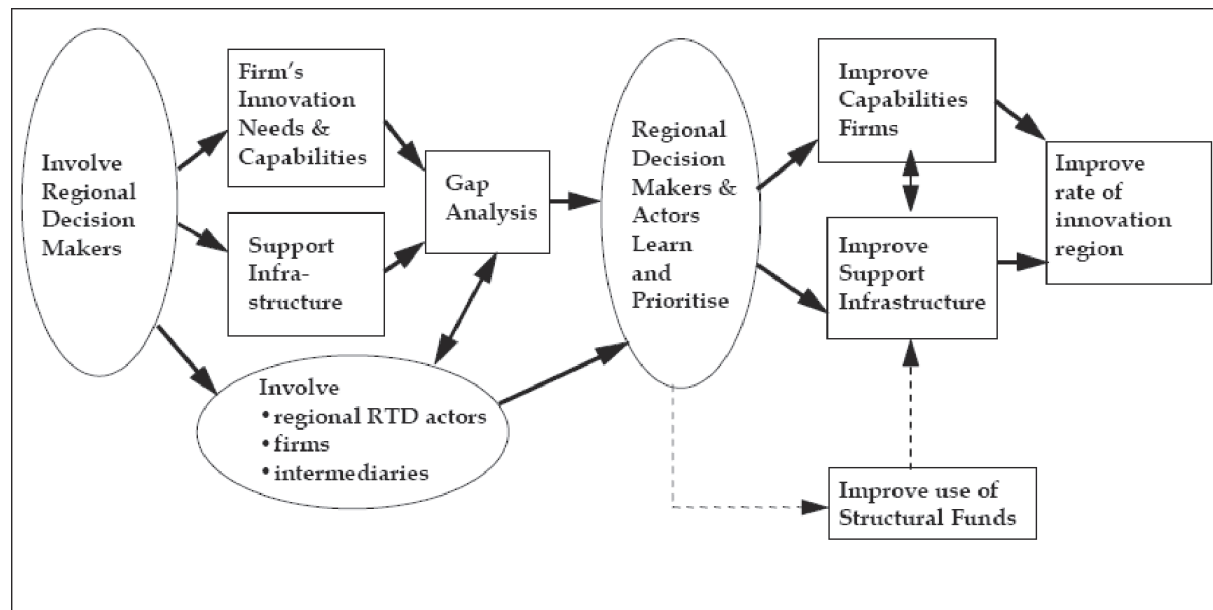 Involve
Regional
Decision
Makers
Firm's
Innovation
Needs &
Capabilities
Support
Infra-
structure
Gap
Analysis
Involve
•regional RTD actors
•firms
•intermediaries
Regional
Decision
Makers &
Actors
Learn
and
Prioritise
Improve
Capabilities
Firms
Improve
Support
Infrastructure
Improve use of
Structural Funds
Improve
rate of
innovation
region